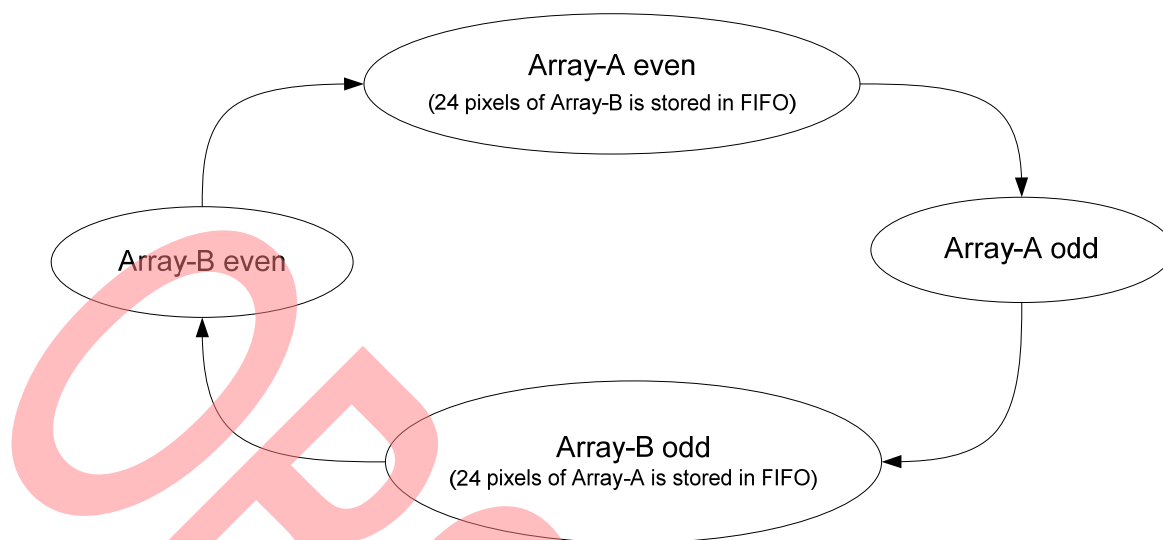 Array-A even
(24 pixels of Array-B is stored in FIFO)
Array-A odd
Array-B even
Array-B odd
(24 pixels of Array-A is stored in FIFO)